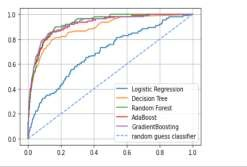 1.0
0.8
0.6
0.4
0.2
0.0
Logistic Regression
Decision Tree
Random Forest
AdaBoost
GradientBoosting
random guess classifier
0.0 0.2 0.4 0.6 0.8 1.0